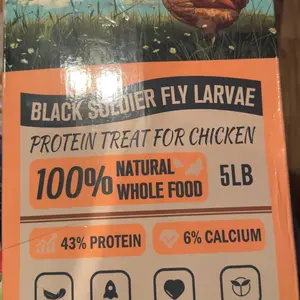 BLACK SOLDIER FLY LARVAE
PROTEIN TREAT FOR CHICKEN
100% NATURAL
WHOLE FOOD
5LB
43% PROTEIN
6% CALCIUM